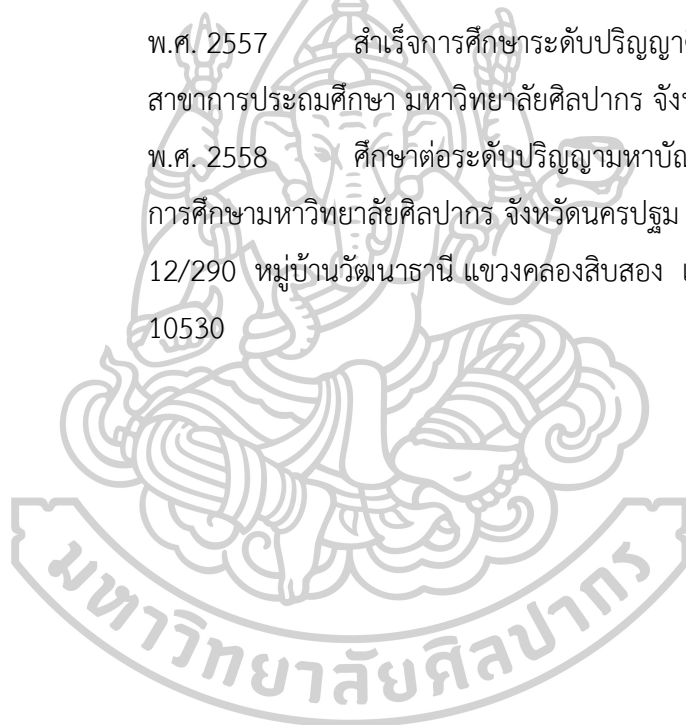 พ.ศ. 2557 สำเร็จการศึกษาระดับปริญญา
สาขาการประถมศึกษา มหาวิทยาลัยศิลปากร
พ.ศ. 2558 ศึกษาต่อระดับปริญญามหาบัณ
การศึกษามหาวิทยาลัยศิลปากร จังหวัดนครปฐม
12/290 หมู่บ้านวัฒนาธานี แขวงคลองสิบสอง
10530
มหาวิทยาลัยศิลปากร